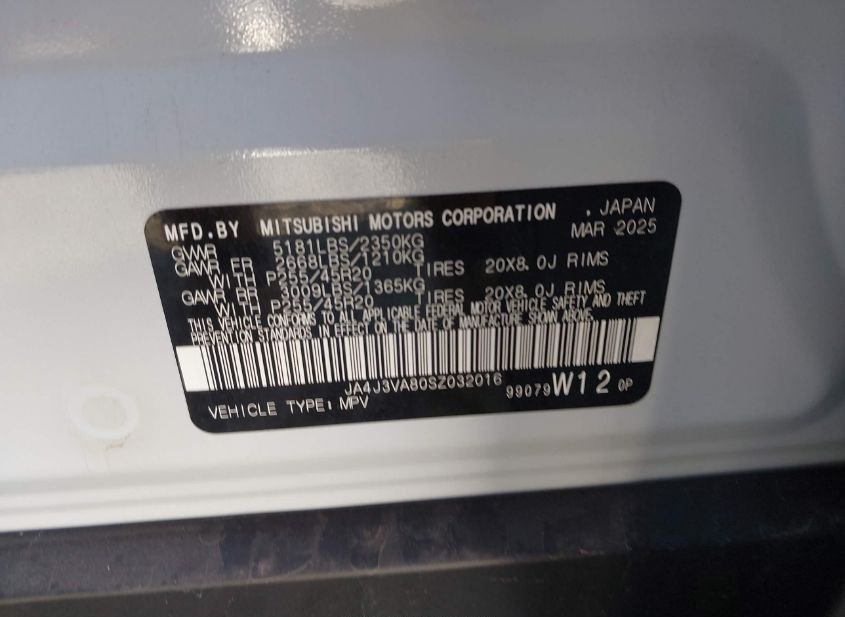 MFD.BY MITSUBISHI MOTORS CORPORATION , JAPAN
MAR 2025
GVWR 5181LBS/2350KG
GAWR FR 2668LBS/1210KG
WITH P255/45R20 TIRES 20X8.0J RIMS
GAWR RR 3009LBS/1365KG
WITH P255/45R20 TIRES 20X8.0J RIMS
THIS VEHICLE CONFORMS TO ALL APPLICABLE FEDERAL MOTOR VEHICLE SAFETY AND THEFT
PREVENTION STANDARDS IN EFFECT ON THE DATE OF MANUFACTURE SHOWN ABOVE.
JA4J3VA80SZ032016
VEHICLE TYPE: MPV 99079 W12 0P